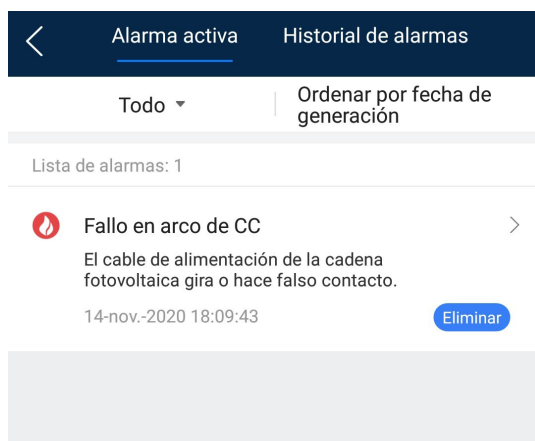 Alarma activa Historial de alarmas
Todo Ordenar por fecha de
generación
Lista de alarmas: 1
Fallo en arco de CC
El cable de alimentación de la cadena
fotovoltaica gira o hace falso contacto.
14-nov.-2020 18:09:43 Eliminar